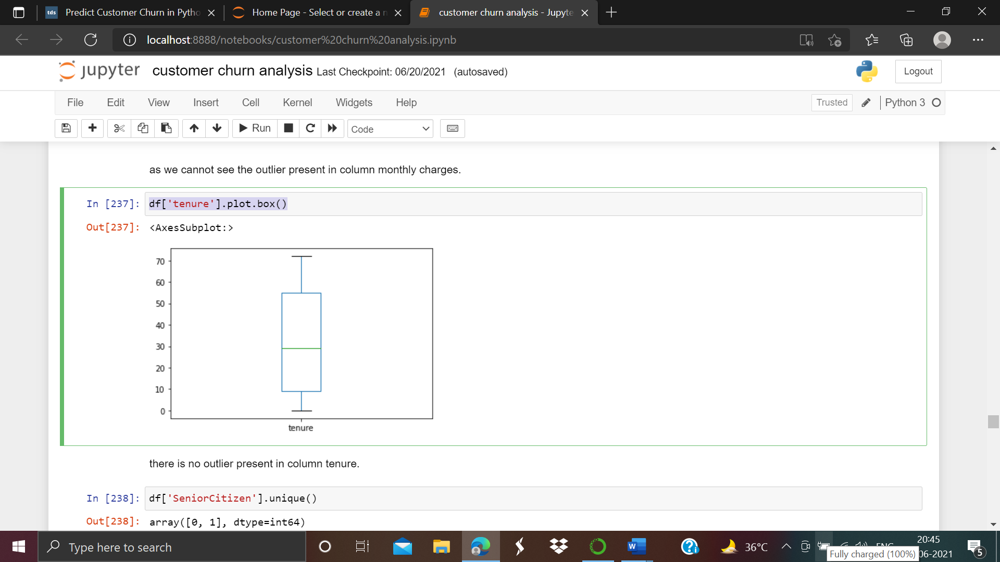 tds Predict Customer Churn in Pytho
Home Page - Select or create a n
customer churn analysis - Jupyte
localhost:8888/notebooks/customer%20churn%20analysis.ipynb
jupyter customer churn analysis Last Checkpoint: 06/20/2021 (autosaved)
Logout
File Edit View Insert Cell Kernel Widgets Help
Trusted Python 3
Run Code
as we cannot see the outlier present in column monthly charges.
In [237]: df['tenure'].plot.box()
Out[237]: <AxesSubplot:>
70
60
50
40
30
20
10
0
tenure
there is no outlier present in column tenure.
In [238]: df['SeniorCitizen'].unique()
Out[238]: array([0, 1], dtype=int64)
Type here to search
W
36°C
20:45
06-2021
Fully charged (100%)
5